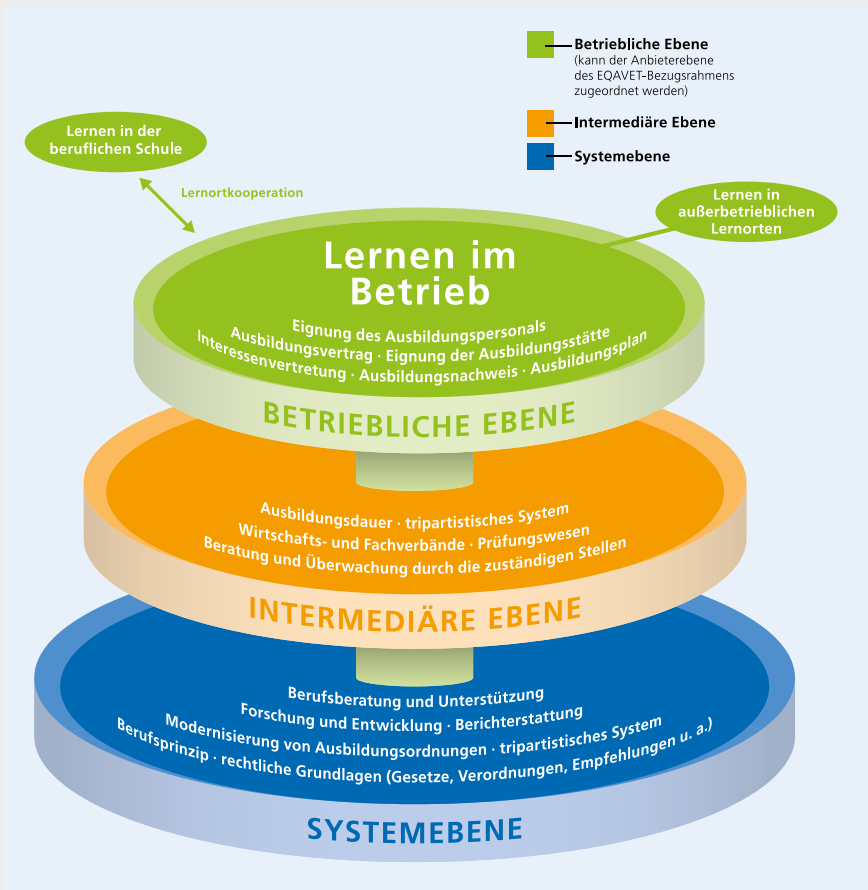 Betriebliche Ebene
(kann der Anbieterebene
des EQAVET-Bezugsrahmens
zugeordnet werden)
Intermediäre Ebene
Systemebene
Lernen in der
beruflichen Schule
Lernortkooperation
Lernen in
außerbetrieblichen
Lernorten
Lernen im
Betrieb
Eignung des Ausbildungspersonals
Ausbildungsvertrag · Eignung der Ausbildungsstätte
Interessenvertretung · Ausbildungsnachweis · Ausbildungsplan
BETRIEBLICHE EBENE
Ausbildungsdauer · tripartistisches System
Wirtschafts- und Fachverbände · Prüfungswesen
Beratung und Überwachung durch die zuständigen Stellen
INTERMEDIÄRE EBENE
Berufsberatung und Unterstützung
Forschung und Entwicklung · Berichterstattung
Modernisierung von Ausbildungsordnungen · tripartistisches System
Berufsprinzip · rechtliche Grundlagen (Gesetze, Verordnungen, Empfehlungen u. a.)
SYSTEMEBENE